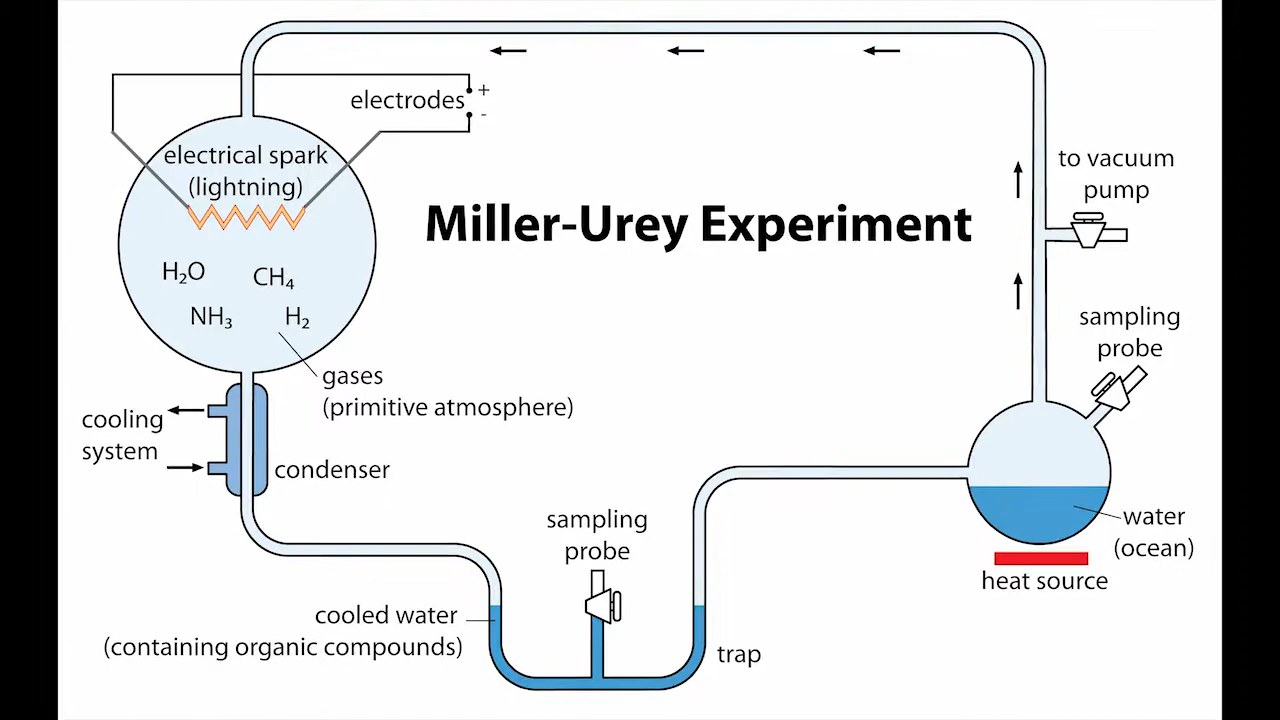 electrodes
+
-
electrical spark
(lightning)
to vacuum
pump
Miller-Urey Experiment
H₂O
CH₄
NH₃
H₂
sampling
probe
gases
(primitive atmosphere)
cooling
system
condenser
sampling
probe
water
(ocean)
heat source
cooled water
(containing organic compounds)
trap